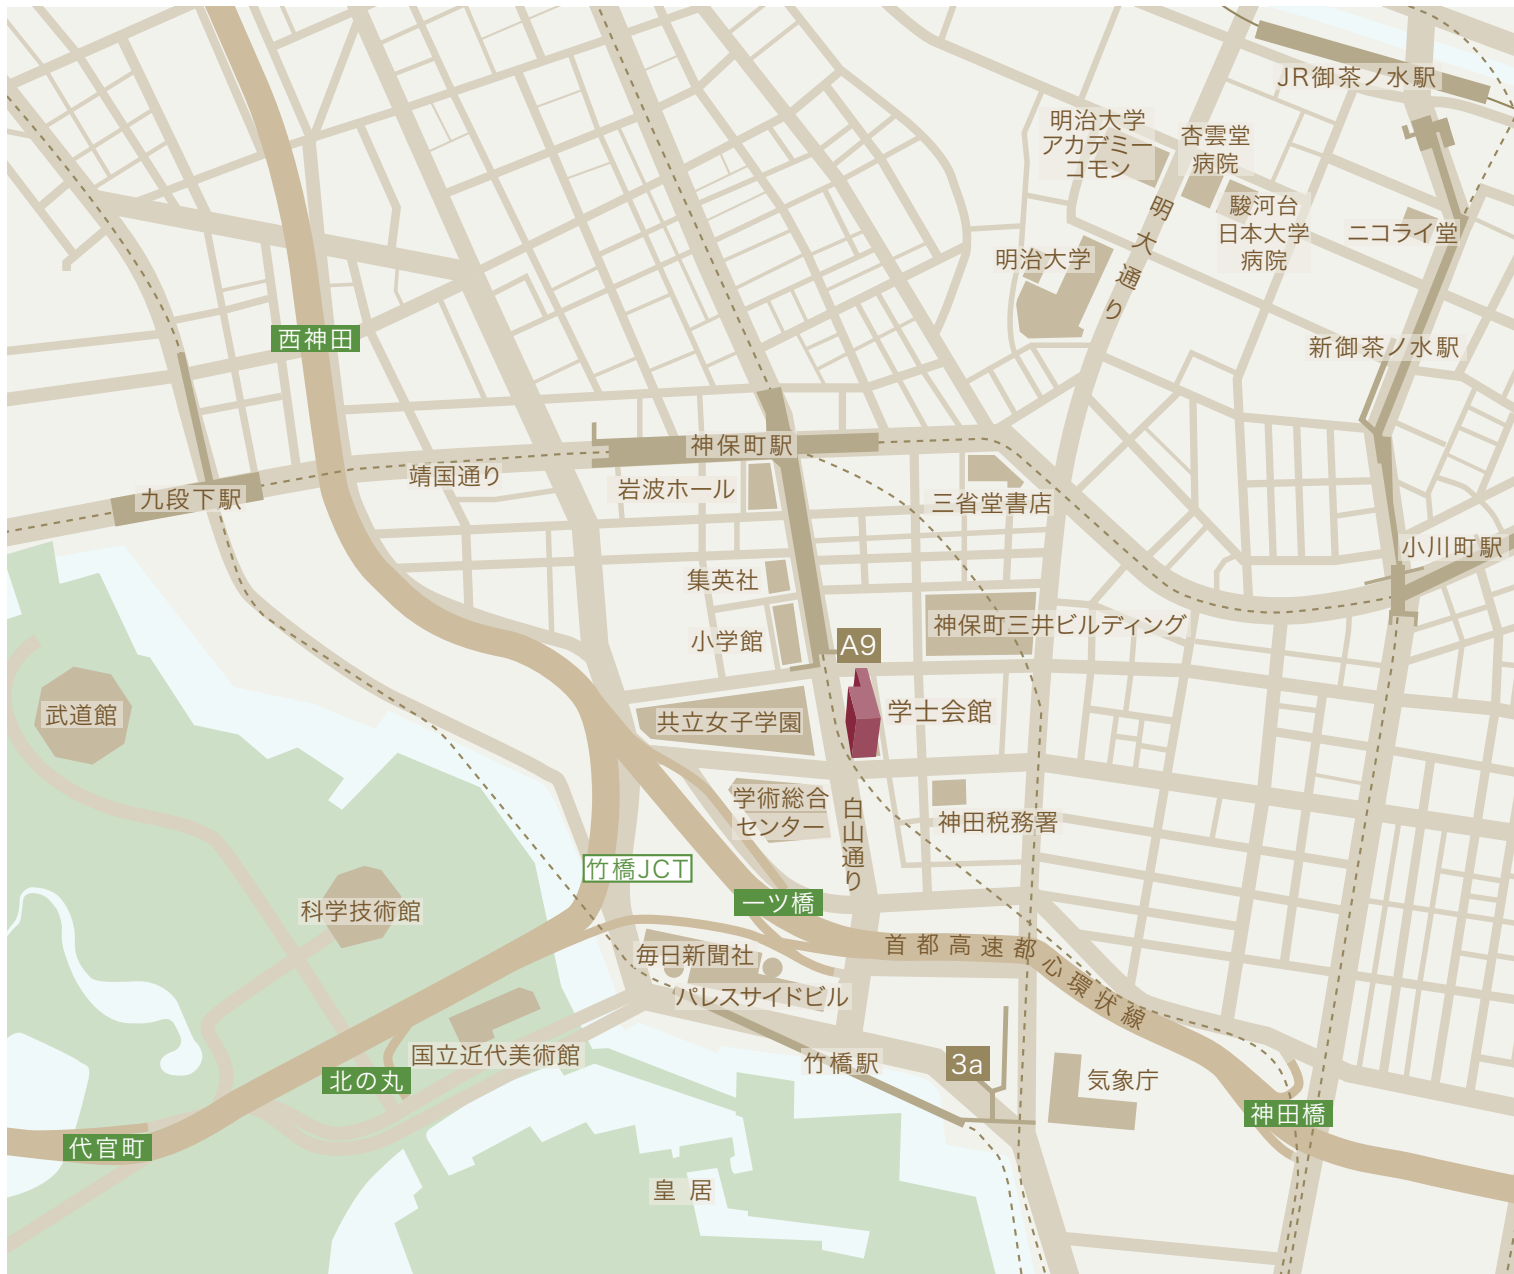 JR御茶ノ水駅
明治大学
アカデミー
コモン
杏雲堂
病院
駿河台
日本大学
病院
ニコライ堂
明大通り
明治大学
新御茶ノ水駅
西神田
神保町駅
靖国通り
九段下駅
岩波ホール
三省堂書店
小川町駅
集英社
小学館
神保町三井ビルディング
A9
武道館
共立女子学園
学士会館
学術総合
センター
白山通り
神田税務署
竹橋JCT
一ツ橋
科学技術館
首都高速都心環状線
毎日新聞社
パレスサイドビル
国立近代美術館
竹橋駅
3a
気象庁
北の丸
神田橋
代官町
皇居